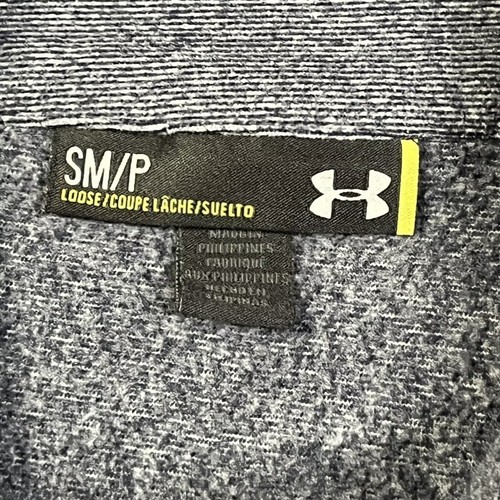 SM/P
LOOSE/COUPE LÂCHE/SUELTO
MADE IN
PHILIPPINES
FABRIQUÉ
AUX PHILIPPINES
HECHO EN
FILIPINAS